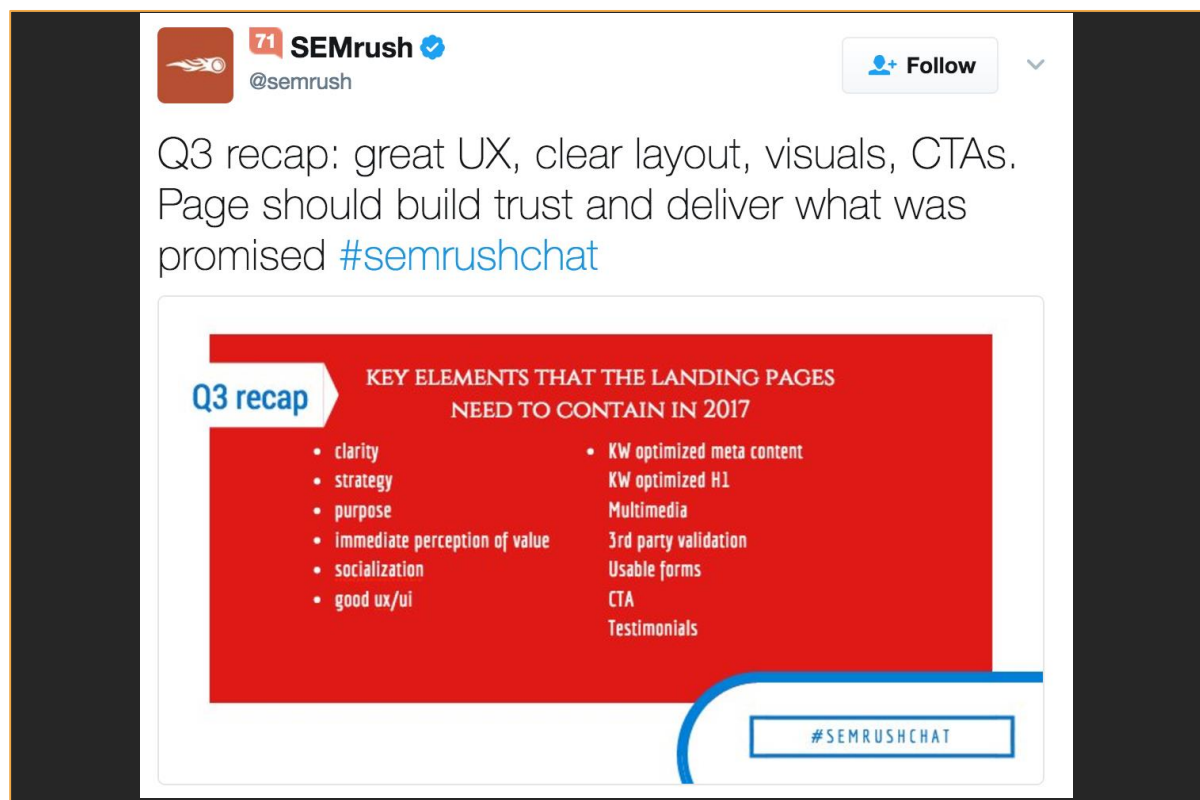 71 SEMrush
@semrush
Follow
Q3 recap: great UX, clear layout, visuals, CTAs.
Page should build trust and deliver what was
promised #semrushchat
Q3 recap
KEY ELEMENTS THAT THE LANDING PAGES
NEED TO CONTAIN IN 2017
• clarity
• strategy
• purpose
• immediate perception of value
• socialization
• good ux/ui
• KW optimized meta content
KW optimized H1
Multimedia
3rd party validation
Usable forms
CTA
Testimonials
#SEMRUSHCHAT